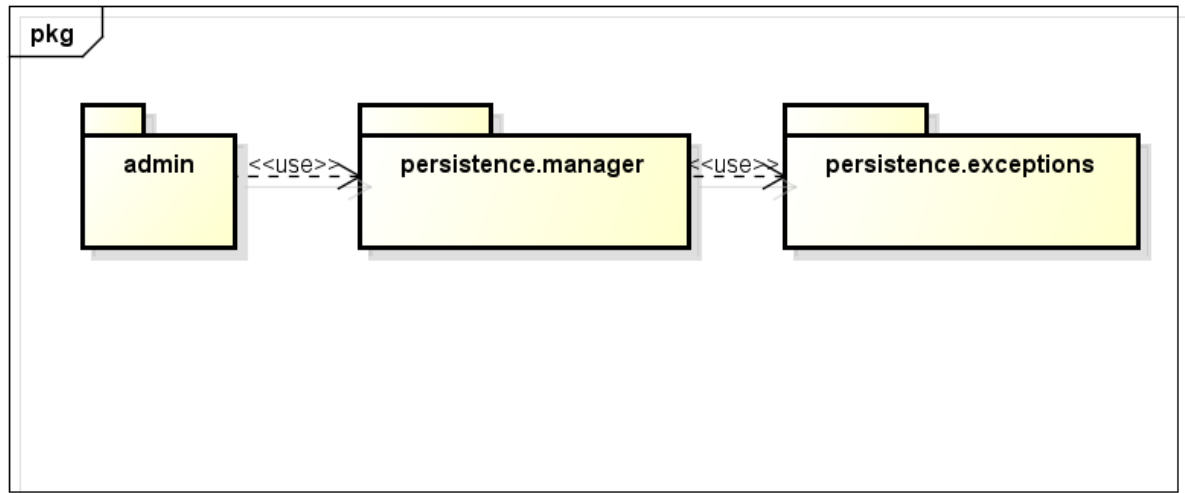 pkg
admin
<<use>>
persistence.manager
<<use>>
persistence.exceptions